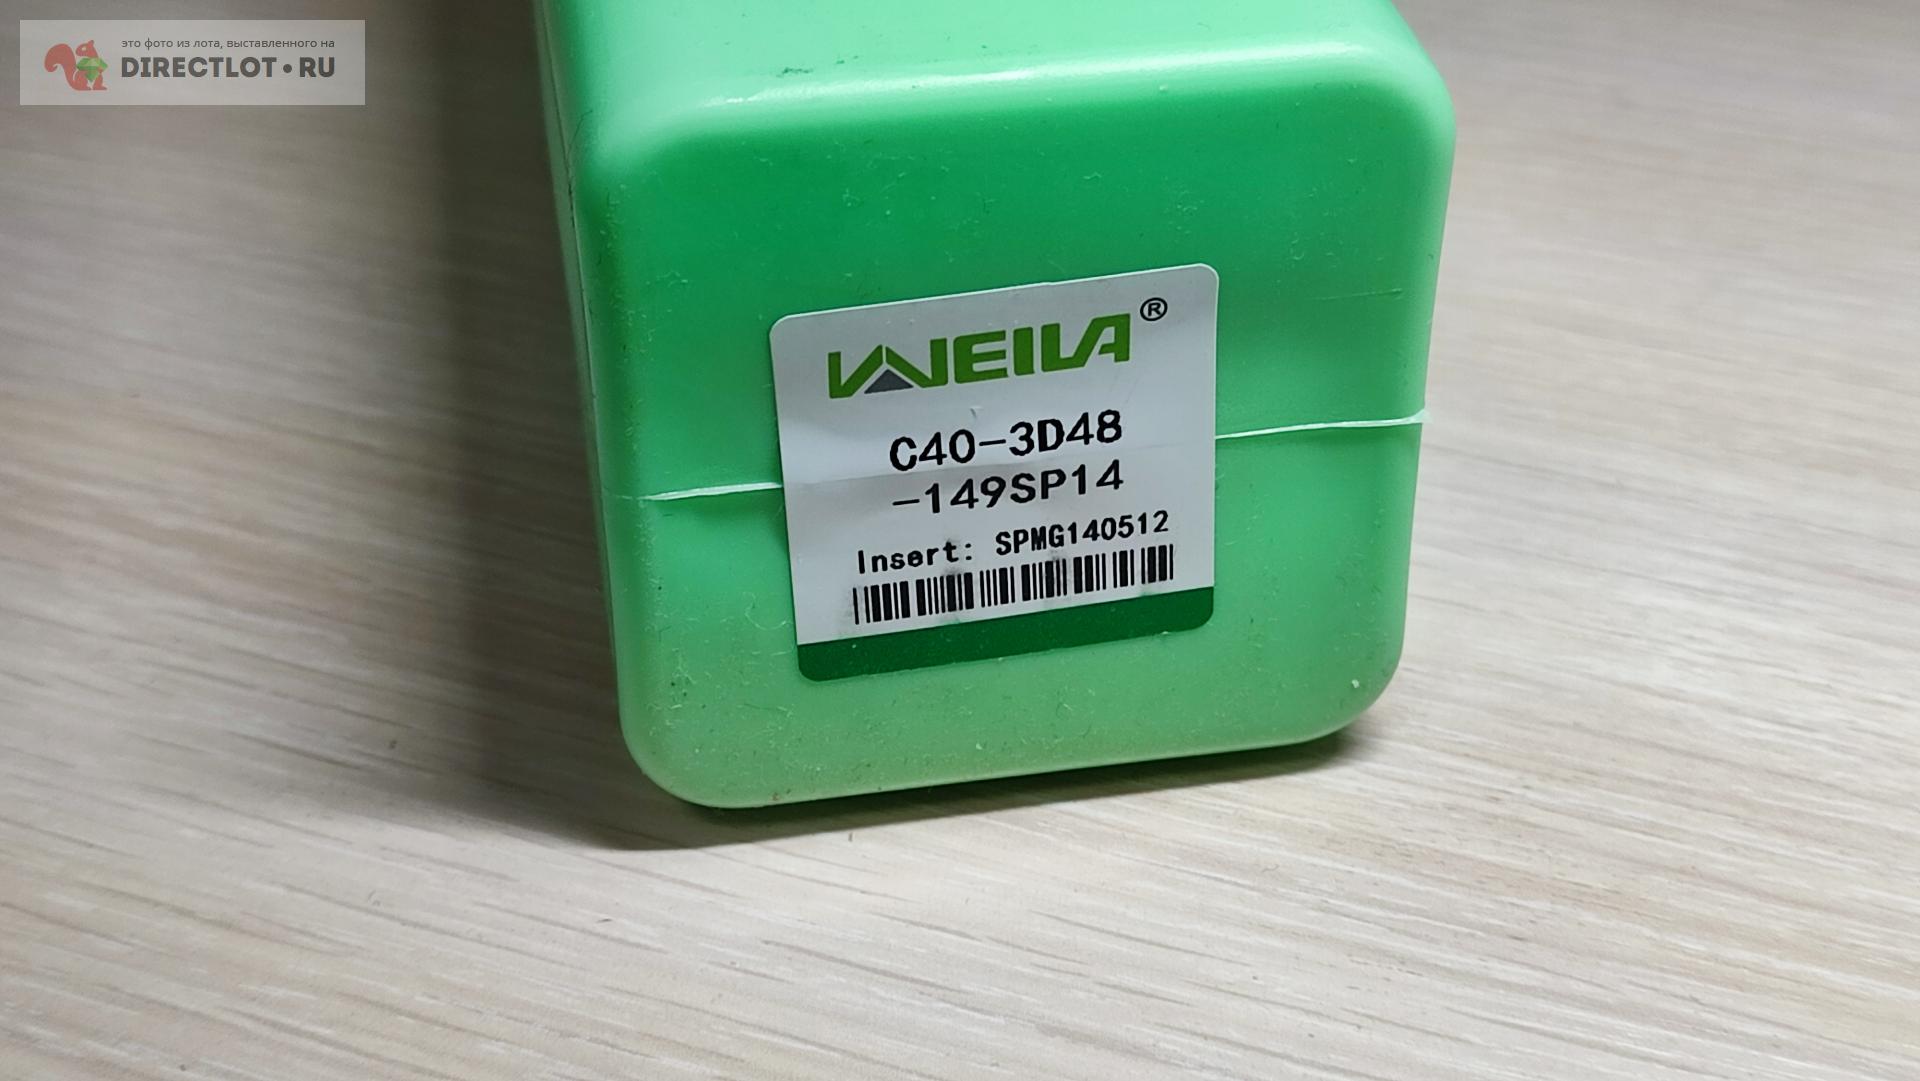 это фото из лота, выставленного на
DIRECTLOT•RU
WEILA®
C40-3D48
-149SP14
Insert: SPMG140512